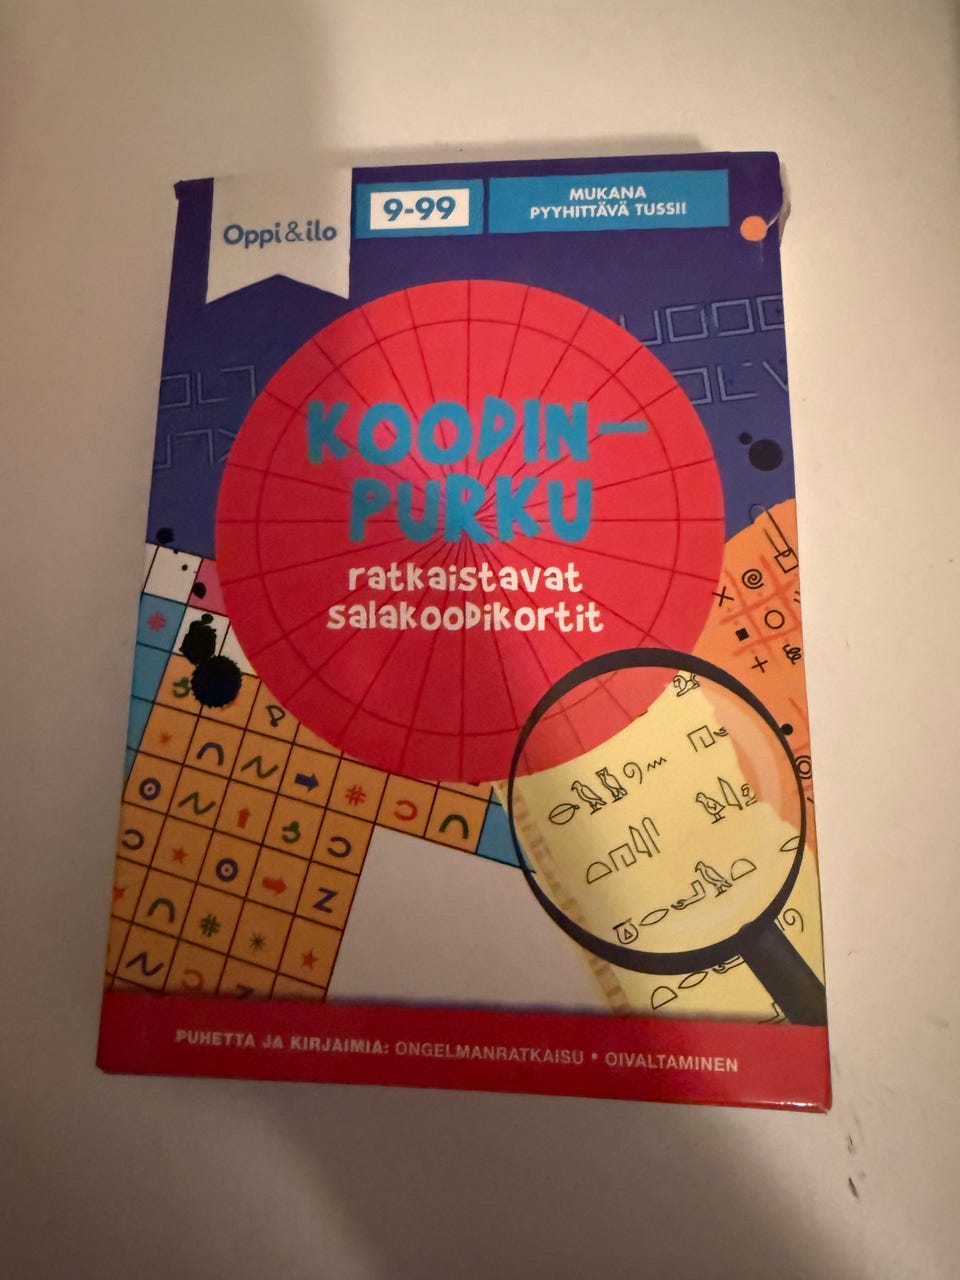 Oppi&ilo
9-99
MUKANA
PYYHITTÄVÄ TUSSI!
KOODIN-
PURKU
ratkaistavat
salakoodikortit
PUHETTA JA KIRJAIMIA: ONGELMANRATKAISU • OIVALTAMINEN